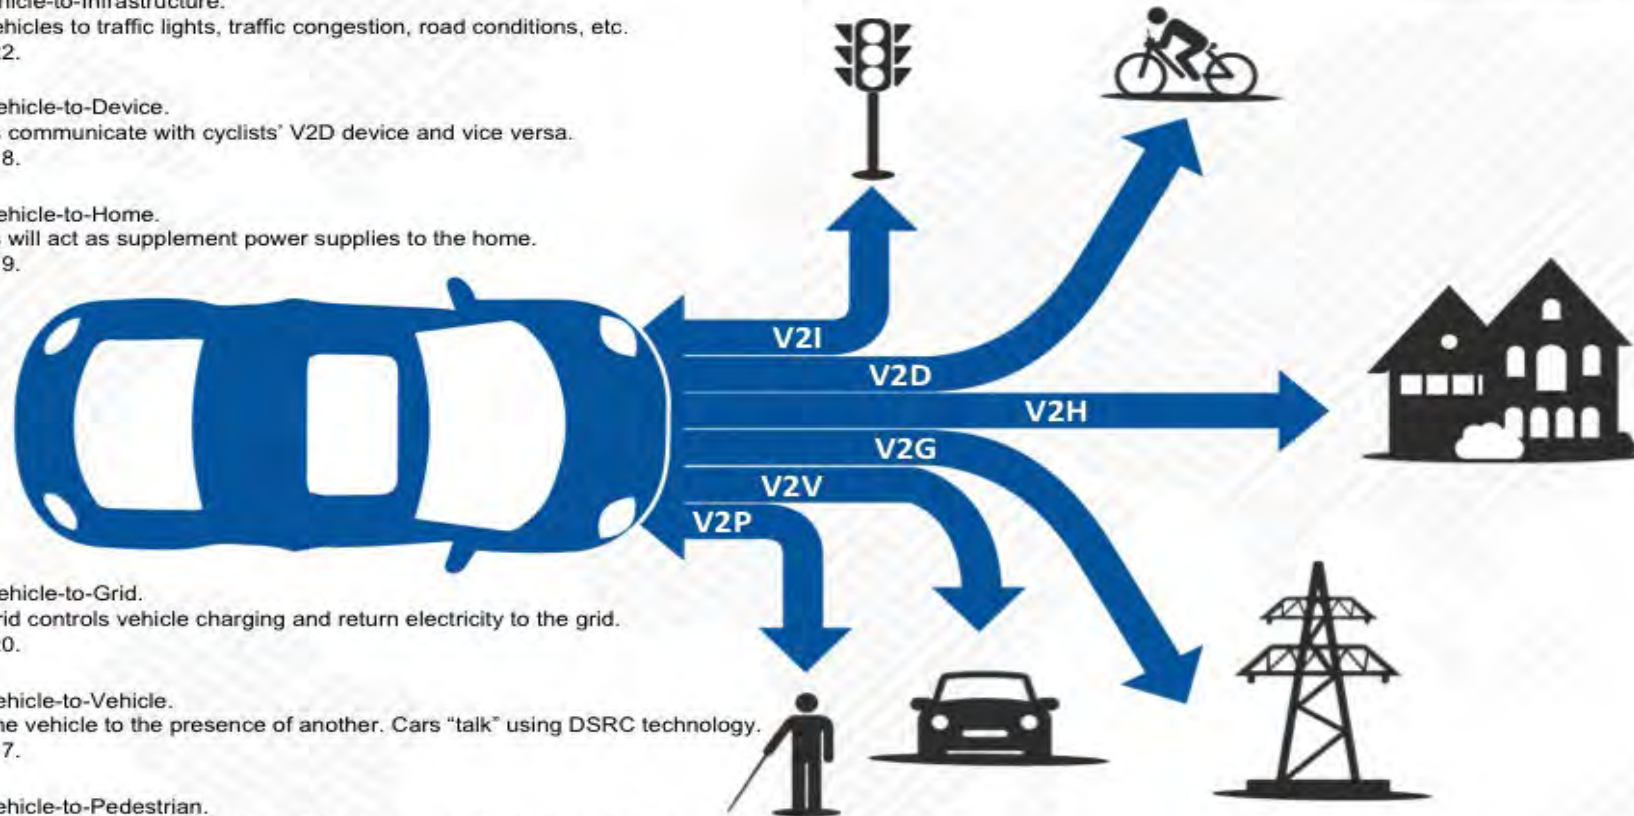 ehicle-to-Infrastructure.
ehicles to traffic lights, traffic congestion, road conditions, etc.
22.
ehicle-to-Device.
s communicate with cyclists' V2D device and vice versa.
8.
ehicle-to-Home.
s will act as supplement power supplies to the home.
9.
V2I
V2D
V2H
V2G
V2V
V2P
ehicle-to-Grid.
rid controls vehicle charging and return electricity to the grid.
20.
ehicle-to-Vehicle.
ne vehicle to the presence of another. Cars “talk” using DSRC technology.
7.
ehicle-to-Pedestrian.